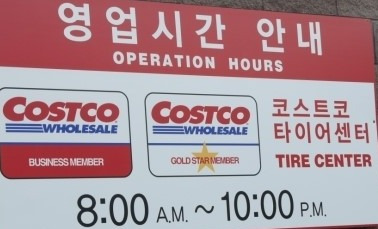 영업시간 안내
OPERATION HOURS
COSTCO
WHOLESALE
BUSINESS MEMBER
COSTCO
WHOLESALE
GOLD STAR MEMBER
코스트코
타이어센터
TIRE CENTER
8:00 A.M. ~ 10:00 P.M.